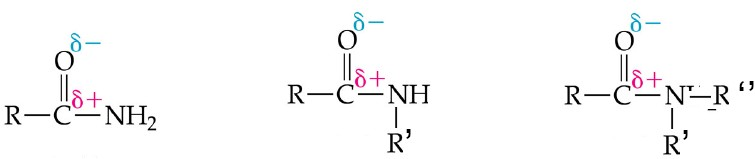 δ− δ− δ−
O O O
δ+ δ+ δ+
R—C—NH₂ R—C—NH R—C—N—R ‘’
R’ R’